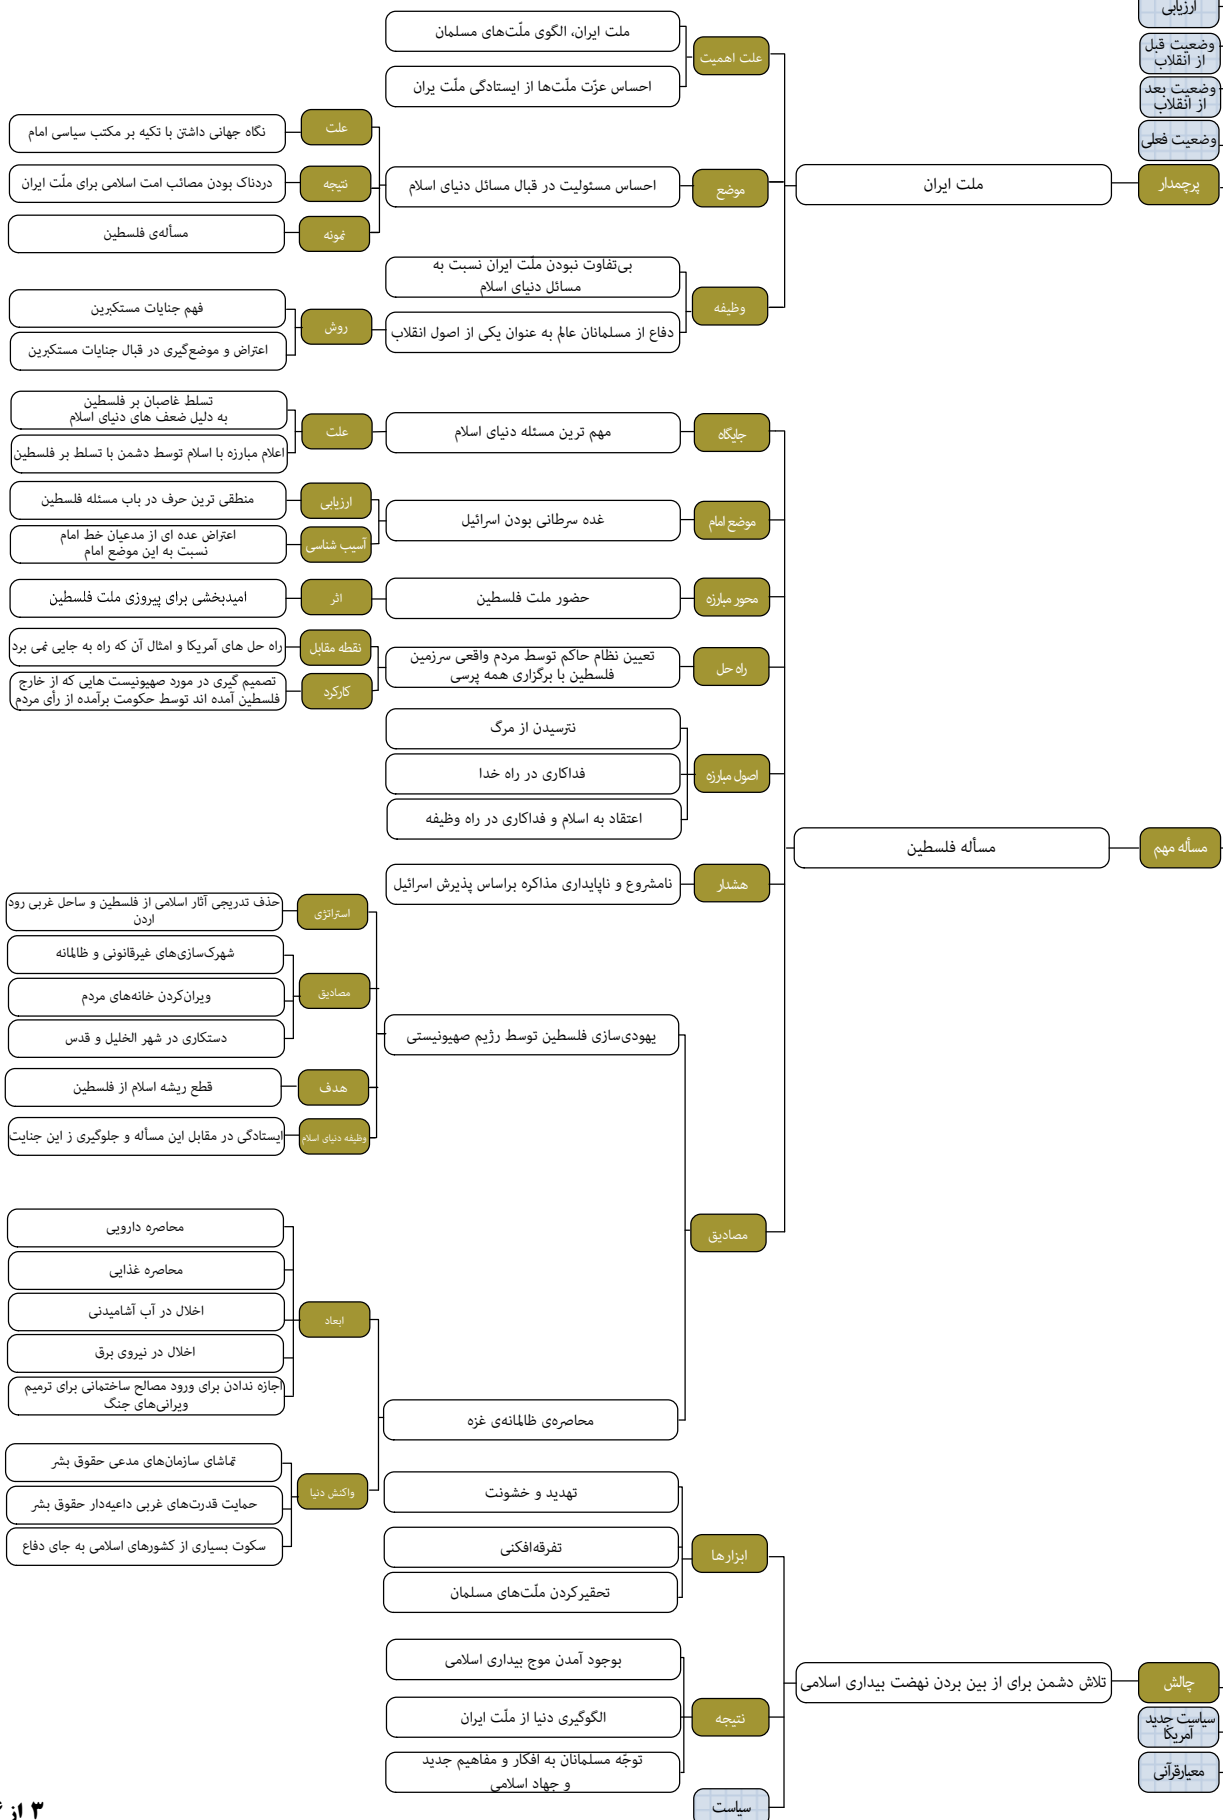 ارزیابی
وضعیت قبل
از انقلاب
وضعیت بعد
از انقلاب
وضعیت فعلی
پرچمدار
ملت ایران
علت اهمیت
ملت ایران، الگوی ملّت‌های مسلمان
احساس عزّت ملّت‌ها از ایستادگی ملّت یران
موضع
احساس مسئولیت در قبال مسائل دنیای اسلام
علت
نگاه جهانی داشتن با تکیه بر مکتب سیاسی امام
نتیجه
دردناک بودن مصائب امت اسلامی برای ملّت ایران
نمونه
مسأله‌ی فلسطین
وظیفه
بی‌تفاوت نبودن ملّت ایران نسبت به
مسائل دنیای اسلام
دفاع از مسلمانان عالم به عنوان یکی از اصول انقلاب
روش
فهم جنایات مستکبرین
اعتراض و موضع‌گیری در قبال جنایات مستکبرین
مسأله مهم
مسأله فلسطین
جایگاه
مهم ترین مسئله دنیای اسلام
علت
تسلط غاصبان بر فلسطین
به دلیل ضعف های دنیای اسلام
اعلام مبارزه با اسلام توسط دشمن با تسلط بر فلسطین
موضع امام
غده سرطانی بودن اسرائیل
ارزیابی
منطقی ترین حرف در باب مسئله فلسطین
آسیب شناسی
اعتراض عده ای از مدعیان خط امام
نسبت به این موضع امام
محور مبارزه
حضور ملت فلسطین
اثر
امیدبخشی برای پیروزی ملت فلسطین
راه حل
تعیین نظام حاکم توسط مردم واقعی سرزمین
فلسطین با برگزاری همه پرسی
نقطه مقابل
راه حل های آمریکا و امثال آن که راه به جایی نمی برد
کارکرد
تصمیم گیری در مورد صهیونیست هایی که از خارج
فلسطین آمده اند توسط حکومت برآمده از رأی مردم
اصول مبارزه
نترسیدن از مرگ
فداکاری در راه خدا
اعتقاد به اسلام و فداکاری در راه وظیفه
هشدار
نامشروع و ناپایداری مذاکره براساس پذیرش اسرائیل
مصادیق
یهودی‌سازی فلسطین توسط رژیم صهیونیستی
استراتژی
حذف تدریجی آثار اسلامی از فلسطین و ساحل غربی رود
اردن
مصادیق
شهرک‌سازی‌های غیرقانونی و ظالمانه
ویران‌کردن خانه‌های مردم
دستکاری در شهر الخلیل و قدس
هدف
قطع ریشه اسلام از فلسطین
وظیفه دنیای اسلام
ایستادگی در مقابل این مسأله و جلوگیری ز این جنایت
محاصره‌ی ظالمانه‌ی غزه
ابعاد
محاصره دارویی
محاصره غذایی
اخلال در آب آشامیدنی
اخلال در نیروی برق
اجازه ندادن برای ورود مصالح ساختمانی برای ترمیم
ویرانی‌های جنگ
واکنش دنیا
تماشای سازمان‌های مدعی حقوق بشر
حمایت قدرت‌های غربی داعیه‌دار حقوق بشر
سکوت بسیاری از کشورهای اسلامی به جای دفاع
چالش
تلاش دشمن برای از بین بردن نهضت بیداری اسلامی
ابزارها
تهدید و خشونت
تفرقه‌افکنی
تحقیرکردن ملّت‌های مسلمان
نتیجه
بوجود آمدن موج بیداری اسلامی
الگوگیری دنیا از ملّت ایران
توجّه مسلمانان به افکار و مفاهیم جدید
و جهاد اسلامی
سیاست
سیاست جدید
آمریکا
معیارقرآنی
۳ از